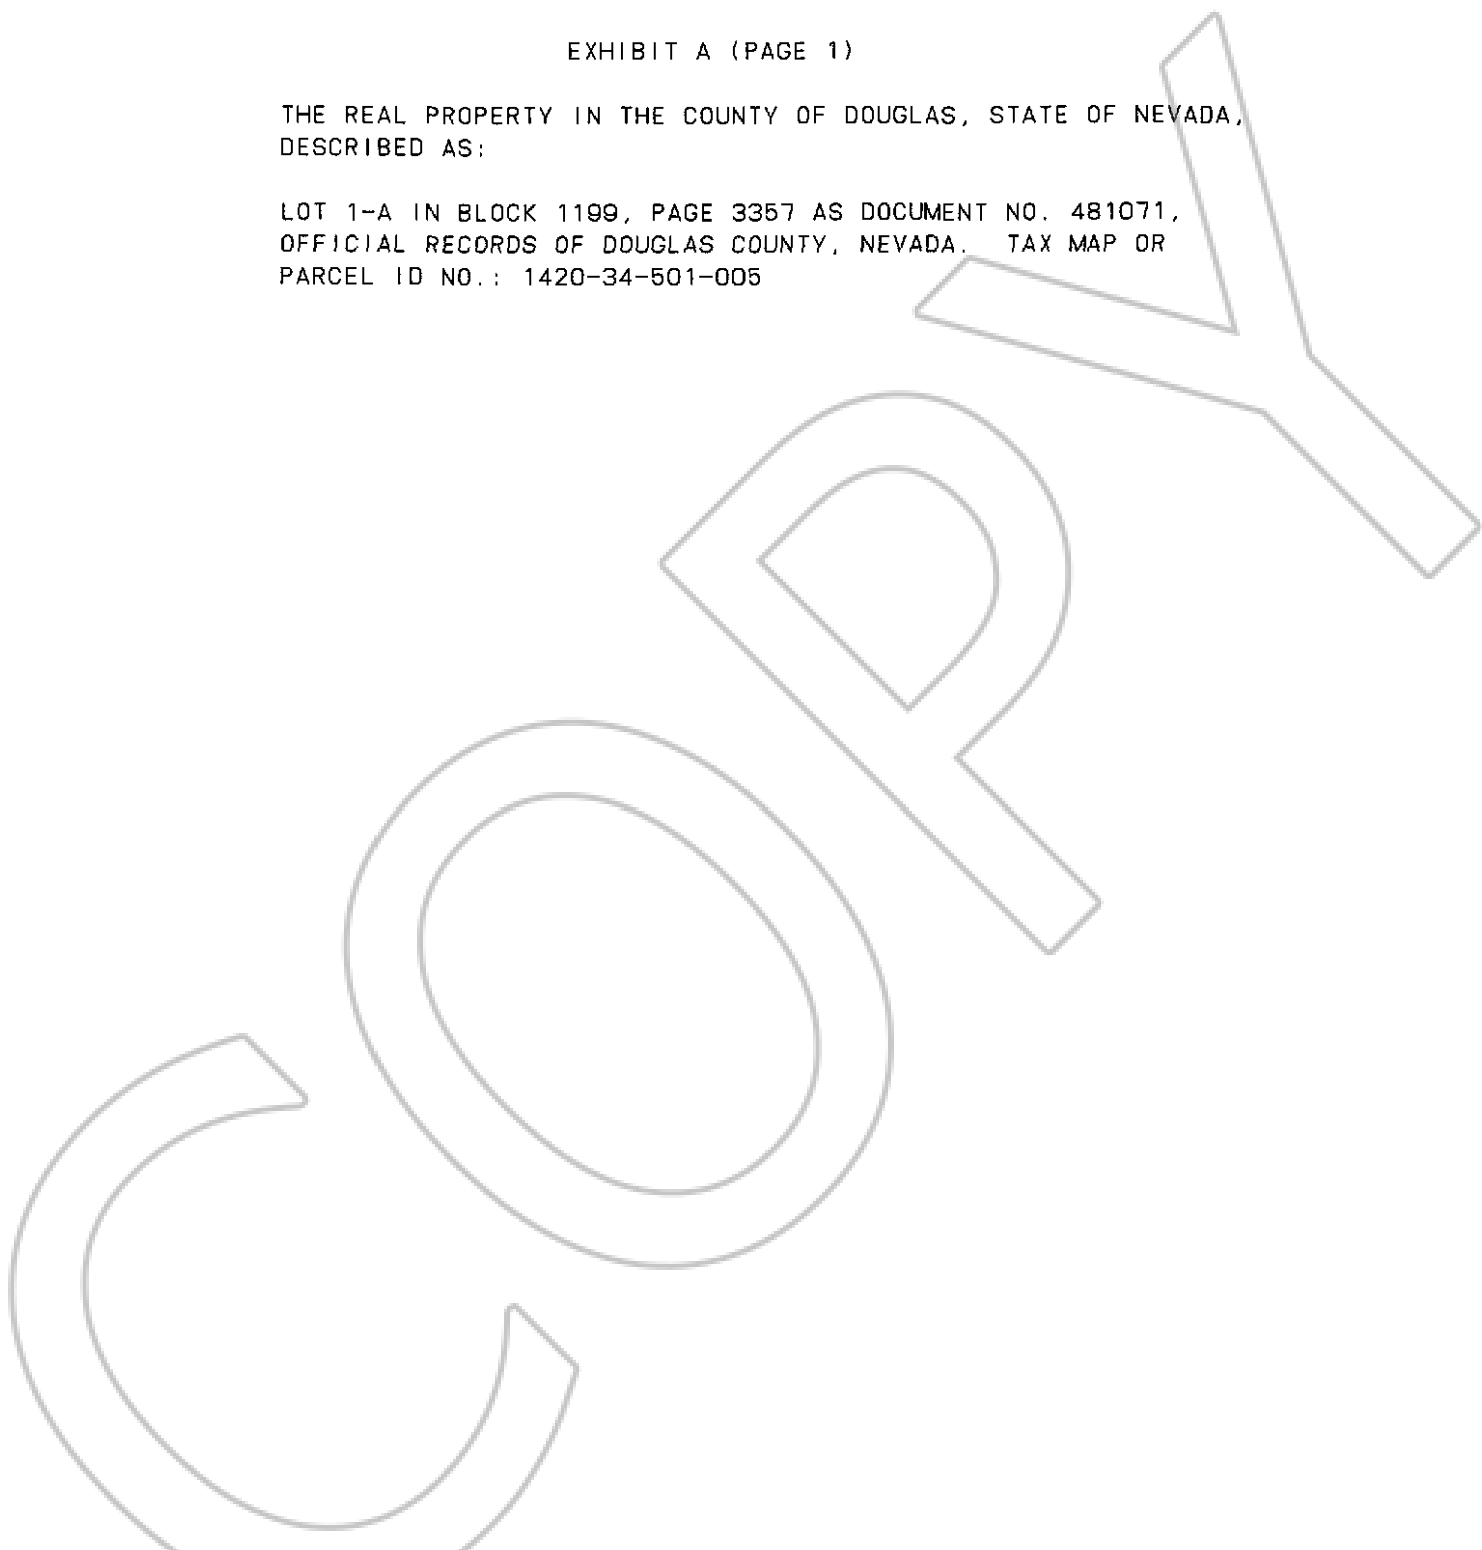 EXHIBIT A (PAGE 1)
THE REAL PROPERTY IN THE COUNTY OF DOUGLAS, STATE OF NEVADA,
DESCRIBED AS:
LOT 1-A IN BLOCK 1199, PAGE 3357 AS DOCUMENT NO. 481071,
OFFICIAL RECORDS OF DOUGLAS COUNTY, NEVADA. TAX MAP OR
PARCEL ID NO.: 1420-34-501-005
COPY